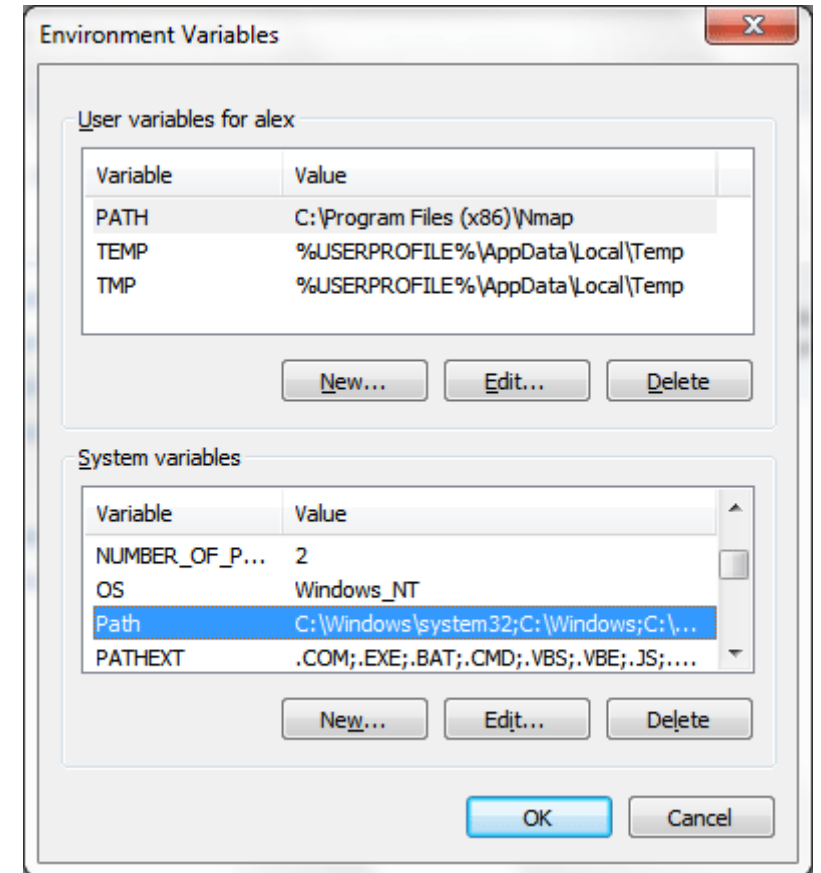 Environment Variables
User variables for alex
Variable Value
PATH C:\Program Files (x86)\Nmap
TEMP %USERPROFILE%\AppData\Local\Temp
TMP %USERPROFILE%\AppData\Local\Temp
New... Edit... Delete
System variables
Variable Value
NUMBER_OF_P... 2
OS Windows_NT
Path C:\Windows\system32;C:\Windows;C:\...
PATHEXT .COM;.EXE;.BAT;.CMD;.VBS;.VBE;.JS;....
New... Edit... Delete
OK Cancel